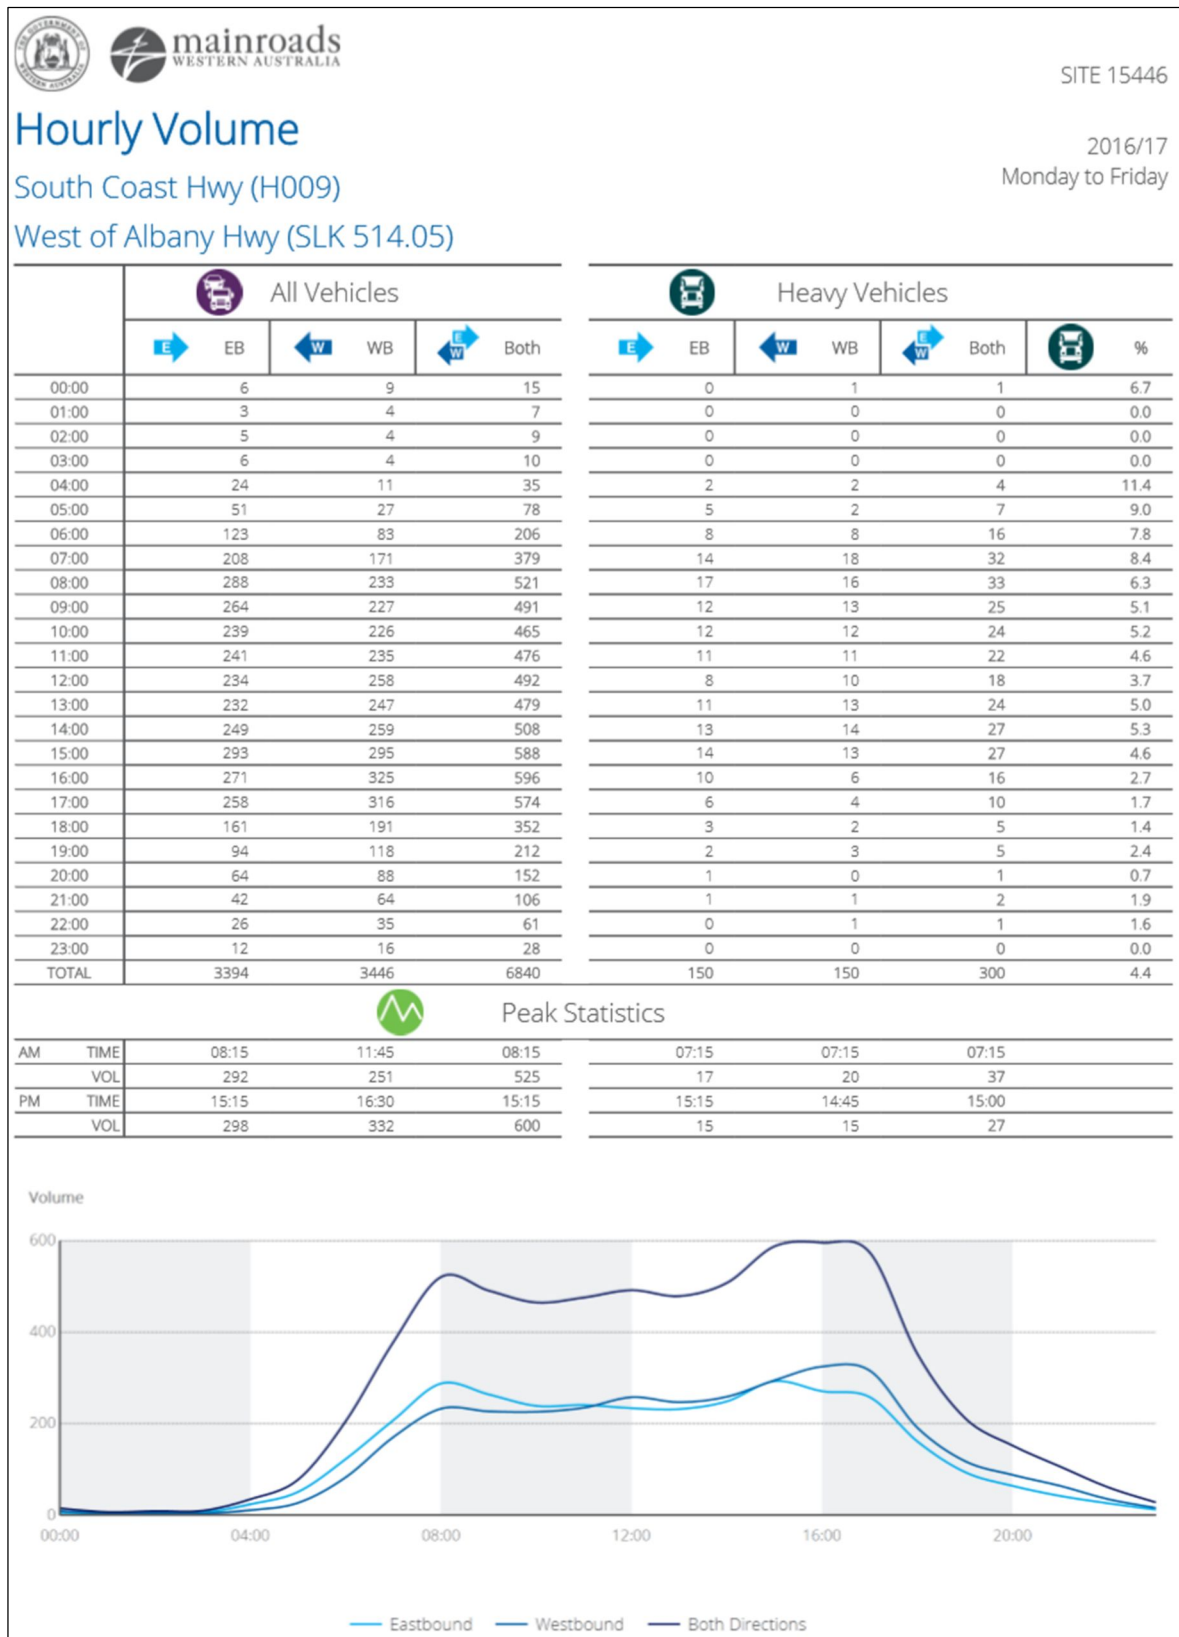 THE GOVERNMENT OF
WESTERN AUSTRALIA
mainroads
WESTERN AUSTRALIA
SITE 15446
Hourly Volume
2016/17
South Coast Hwy (H009)
Monday to Friday
West of Albany Hwy (SLK 514.05)
All Vehicles Heavy Vehicles
E EB W WB E W Both E EB W WB E W Both %
00:00 6 9 15 0 1 1 6.7
01:00 3 4 7 0 0 0 0.0
02:00 5 4 9 0 0 0 0.0
03:00 6 4 10 0 0 0 0.0
04:00 24 11 35 2 2 4 11.4
05:00 51 27 78 5 2 7 9.0
06:00 123 83 206 8 8 16 7.8
07:00 208 171 379 14 18 32 8.4
08:00 288 233 521 17 16 33 6.3
09:00 264 227 491 12 13 25 5.1
10:00 239 226 465 12 12 24 5.2
11:00 241 235 476 11 11 22 4.6
12:00 234 258 492 8 10 18 3.7
13:00 232 247 479 11 13 24 5.0
14:00 249 259 508 13 14 27 5.3
15:00 293 295 588 14 13 27 4.6
16:00 271 325 596 10 6 16 2.7
17:00 258 316 574 6 4 10 1.7
18:00 161 191 352 3 2 5 1.4
19:00 94 118 212 2 3 5 2.4
20:00 64 88 152 1 0 1 0.7
21:00 42 64 106 1 1 2 1.9
22:00 26 35 61 0 1 1 1.6
23:00 12 16 28 0 0 0 0.0
TOTAL 3394 3446 6840 150 150 300 4.4
Peak Statistics
AM TIME 08:15 11:45 08:15 07:15 07:15 07:15
VOL 292 251 525 17 20 37
PM TIME 15:15 16:30 15:15 15:15 14:45 15:00
VOL 298 332 600 15 15 27
Volume
600
400
200
0
00:00 04:00 08:00 12:00 16:00 20:00
Eastbound Westbound Both Directions